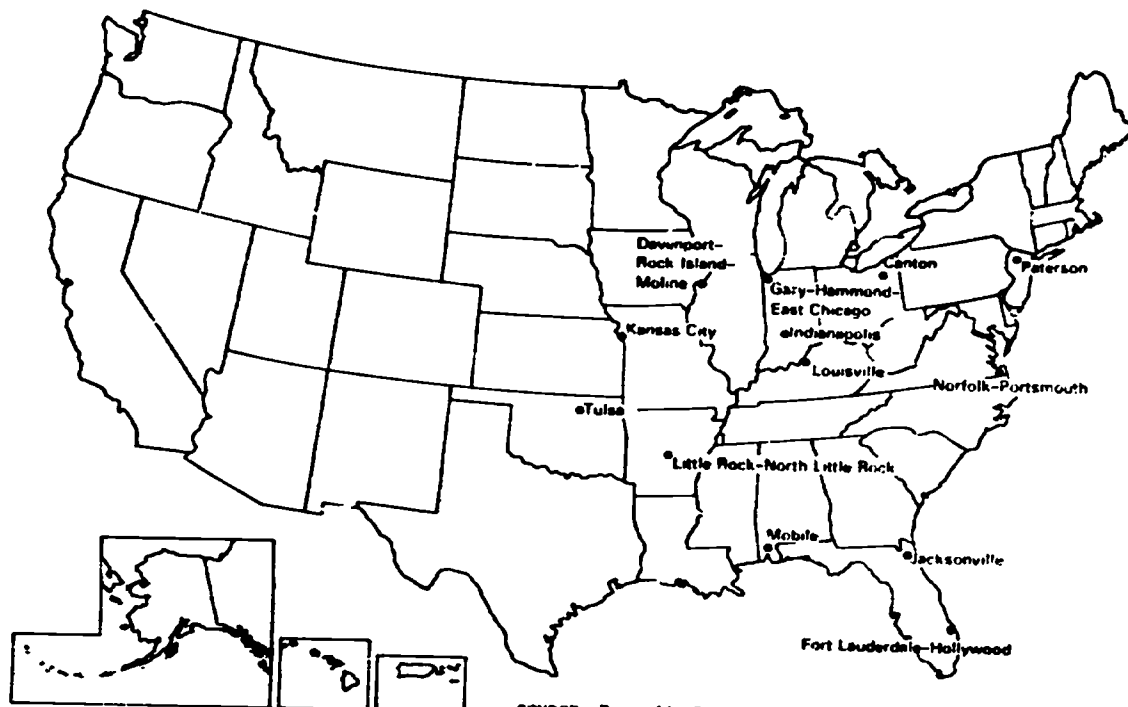 Davenport–
Rock Island–
Moline
Canton
Paterson
Gary–Hammond–
East Chicago
Kansas City
Indianapolis
Louisville
Norfolk–Portsmouth
Tulsa
Little Rock–North Little Rock
Mobile
Jacksonville
Fort Lauderdale–Hollywood